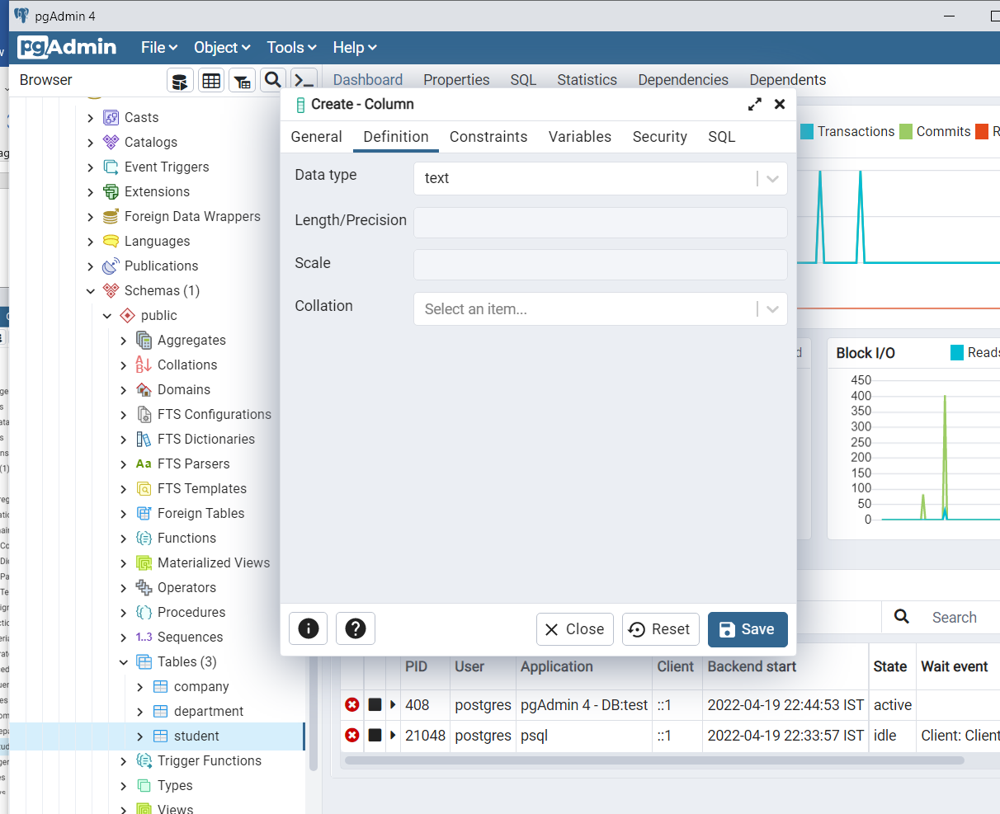 pgAdmin 4
pgAdmin File Object Tools Help
Browser
Dashboard Properties SQL Statistics Dependencies Dependents
Create - Column
General Definition Constraints Variables Security SQL
Data type text
Length/Precision
Scale
Collation Select an item...
Close Reset Save
Casts
Catalogs
Event Triggers
Extensions
Foreign Data Wrappers
Languages
Publications
Schemas (1)
public
Aggregates
Collations
Domains
FTS Configurations
FTS Dictionaries
Aa FTS Parsers
FTS Templates
Foreign Tables
Functions
Materialized Views
Operators
Procedures
1..3 Sequences
Tables (3)
company
department
student
Trigger Functions
Types
Views
Transactions Commits R
Block I/O Reads
450
400
350
300
250
200
150
100
50
0
Search
PID User Application Client Backend start State Wait event
408 postgres pgAdmin 4 - DB:test ::1 2022-04-19 22:44:53 IST active
21048 postgres psql ::1 2022-04-19 22:33:57 IST idle Client: Client